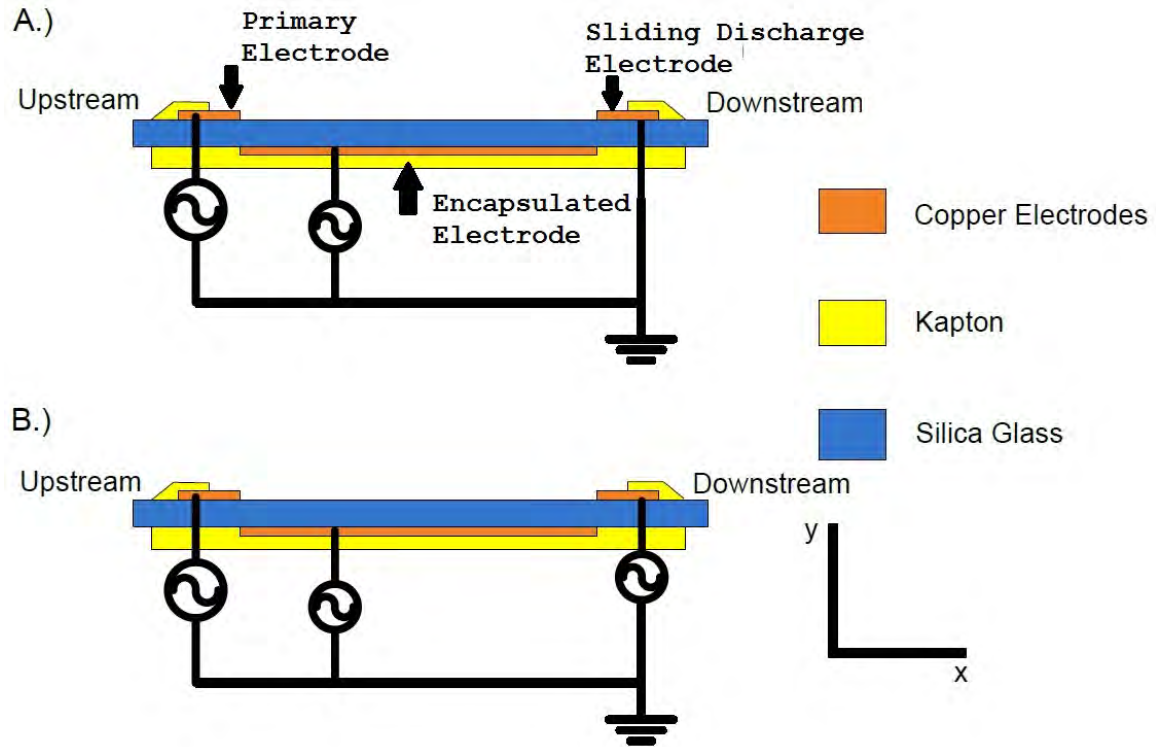 A.)
Primary
Electrode
Sliding Discharge
Electrode
Upstream
Downstream
Encapsulated
Electrode
Copper Electrodes
Kapton
Silica Glass
B.)
Upstream
Downstream
y
x